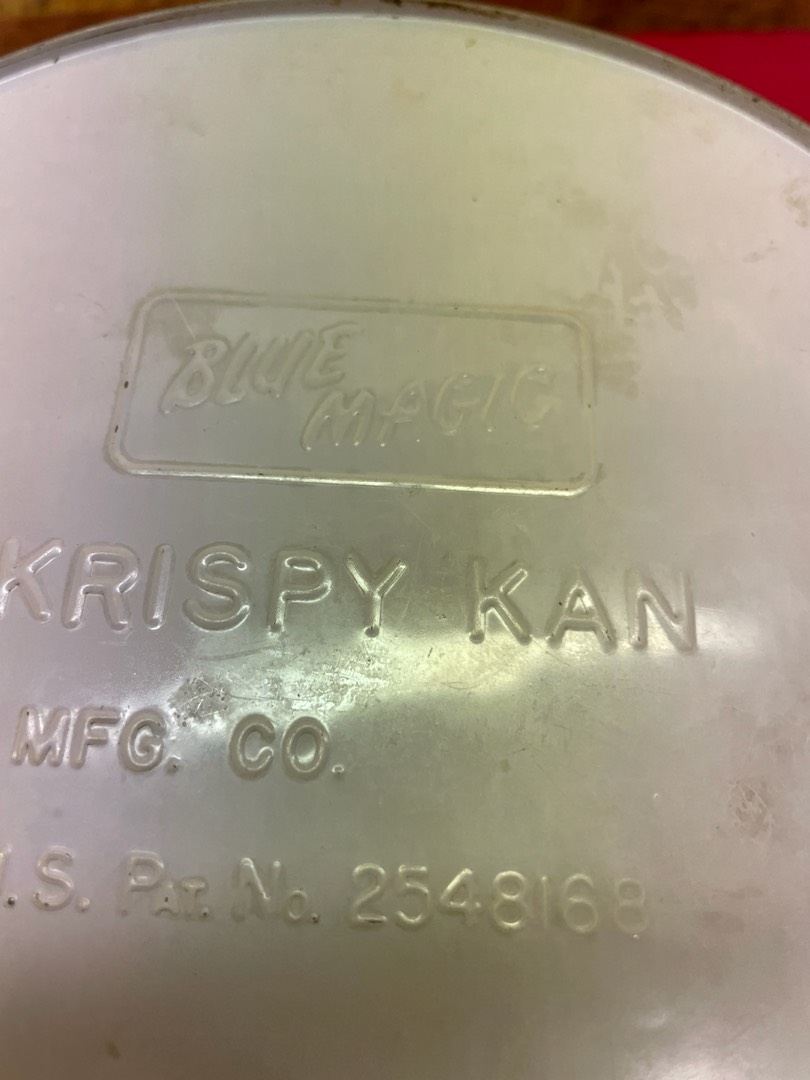 BLUE
MAGIC
KRISPY KAN
MFG. CO.
.S. PAT. NO. 2548168